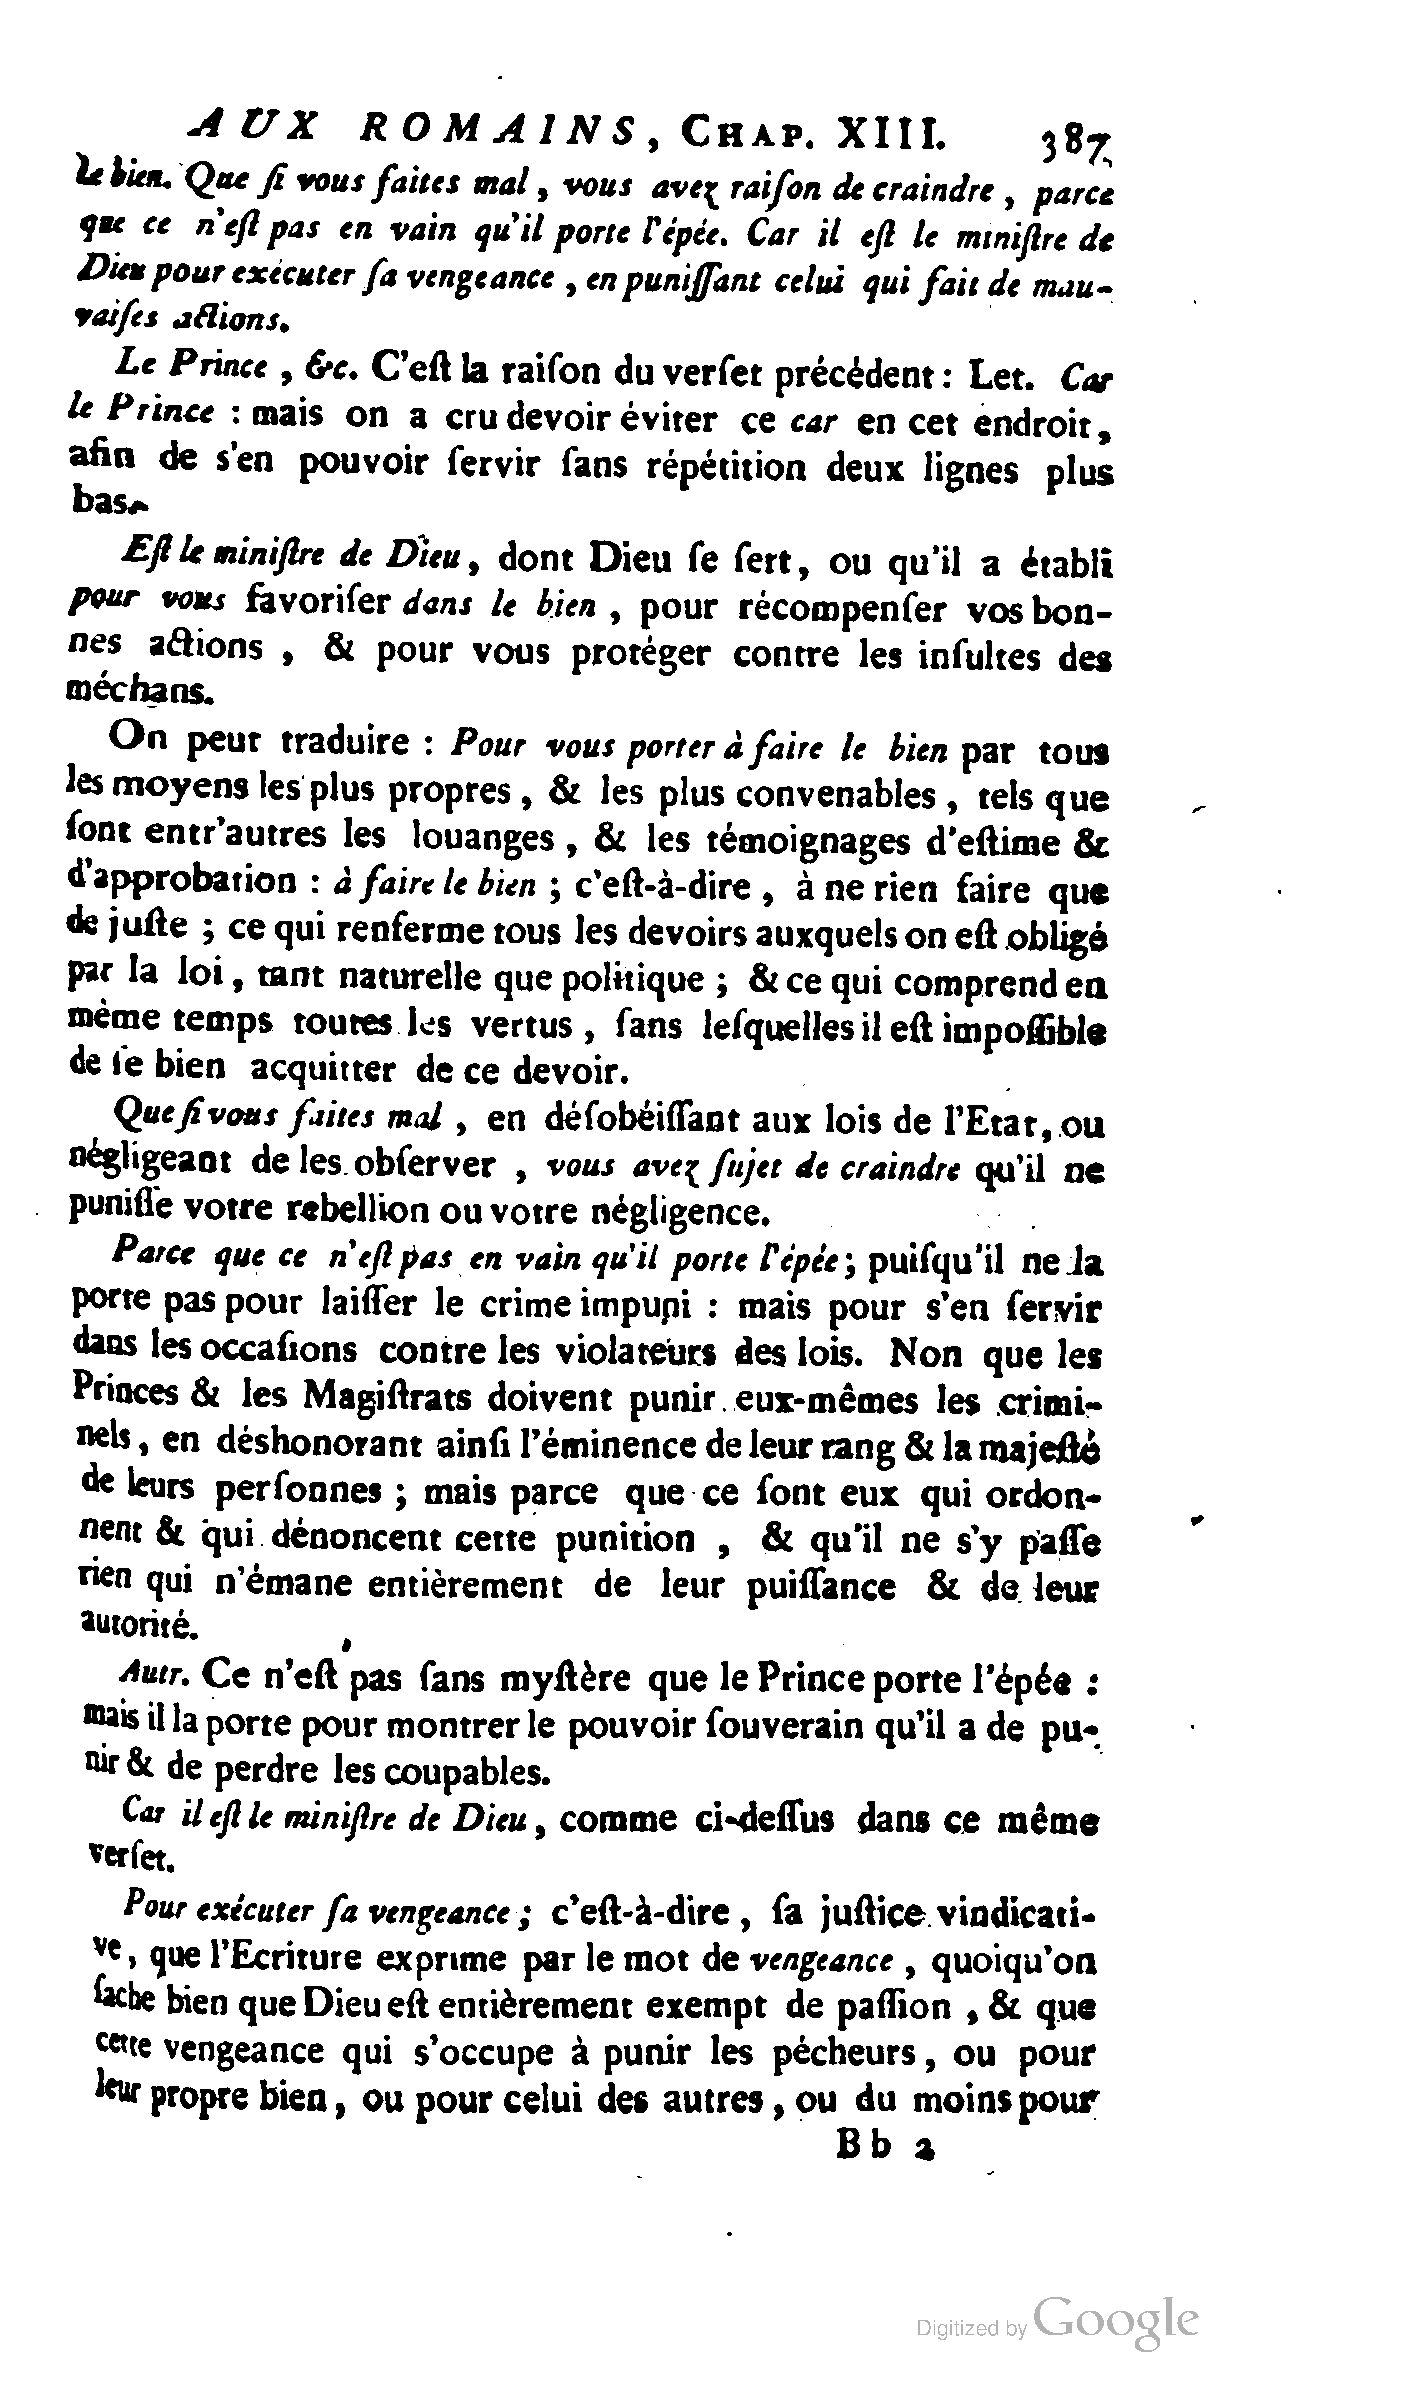 AUX ROMAINS, CHAP. XIII. 387
le bien. Que ſi vous faites mal, vous avez raiſon de craindre, parce
que ce n'eſt pas en vain qu'il porte l'épée. Car il eſt le miniſtre de
Dieu pour exécuter ſa vengeance, en puniſſant celui qui fait de mau-
vaiſes actions.
Le Prince, &c. C'eſt la raiſon du verſet précédent : Let. Car
le Prince : mais on a cru devoir éviter ce car en cet endroit,
afin de s'en pouvoir ſervir ſans répétition deux lignes plus
bas.
Eſt le miniſtre de Dieu, dont Dieu ſe ſert, ou qu'il a établi
pour vous favoriſer dans le bien, pour récompenſer vos bon-
nes actions, & pour vous protéger contre les inſultes des
méchans.
On peut traduire : Pour vous porter à faire le bien par tous
les moyens les plus propres, & les plus convenables, tels que
ſont entr'autres les louanges, & les témoignages d'eſtime &
d'approbation : à faire le bien ; c'eſt-à-dire, à ne rien faire que
de juſte ; ce qui renferme tous les devoirs auxquels on eſt obligé
par la loi, tant naturelle que politique ; & ce qui comprend en
même temps toutes les vertus, ſans leſquelles il eſt impoſſible
de ſe bien acquitter de ce devoir.
Que ſi vous faites mal, en déſobéiſſant aux lois de l'Etat, ou
négligeant de les obſerver, vous avez ſujet de craindre qu'il ne
puniſſe votre rebellion ou votre négligence.
Parce que ce n'eſt pas en vain qu'il porte l'épée; puiſqu'il ne la
porte pas pour laiſſer le crime impuni : mais pour s'en ſervir
dans les occaſions contre les violateurs des lois. Non que les
Princes & les Magiſtrats doivent punir eux-mêmes les crimi-
nels, en déshonorant ainſi l'éminence de leur rang & la majeſté
de leurs perſonnes ; mais parce que ce ſont eux qui ordon-
nent & qui dénoncent cette punition, & qu'il ne s'y paſſe
rien qui n'émane entièrement de leur puiſſance & de leur
autorité.
Autr. Ce n'eſt pas ſans myſtère que le Prince porte l'épée :
mais il la porte pour montrer le pouvoir ſouverain qu'il a de pu-
nir & de perdre les coupables.
Car il eſt le miniſtre de Dieu, comme ci-deſſus dans ce même
verſet.
Pour exécuter ſa vengeance ; c'eſt-à-dire, ſa juſtice vindicati-
ve, que l'Ecriture exprime par le mot de vengeance, quoiqu'on
ſache bien que Dieu eſt entièrement exempt de paſſion, & que
cette vengeance qui s'occupe à punir les pécheurs, ou pour
leur propre bien, ou pour celui des autres, ou du moins pour
Bb 2
Digitized by Google